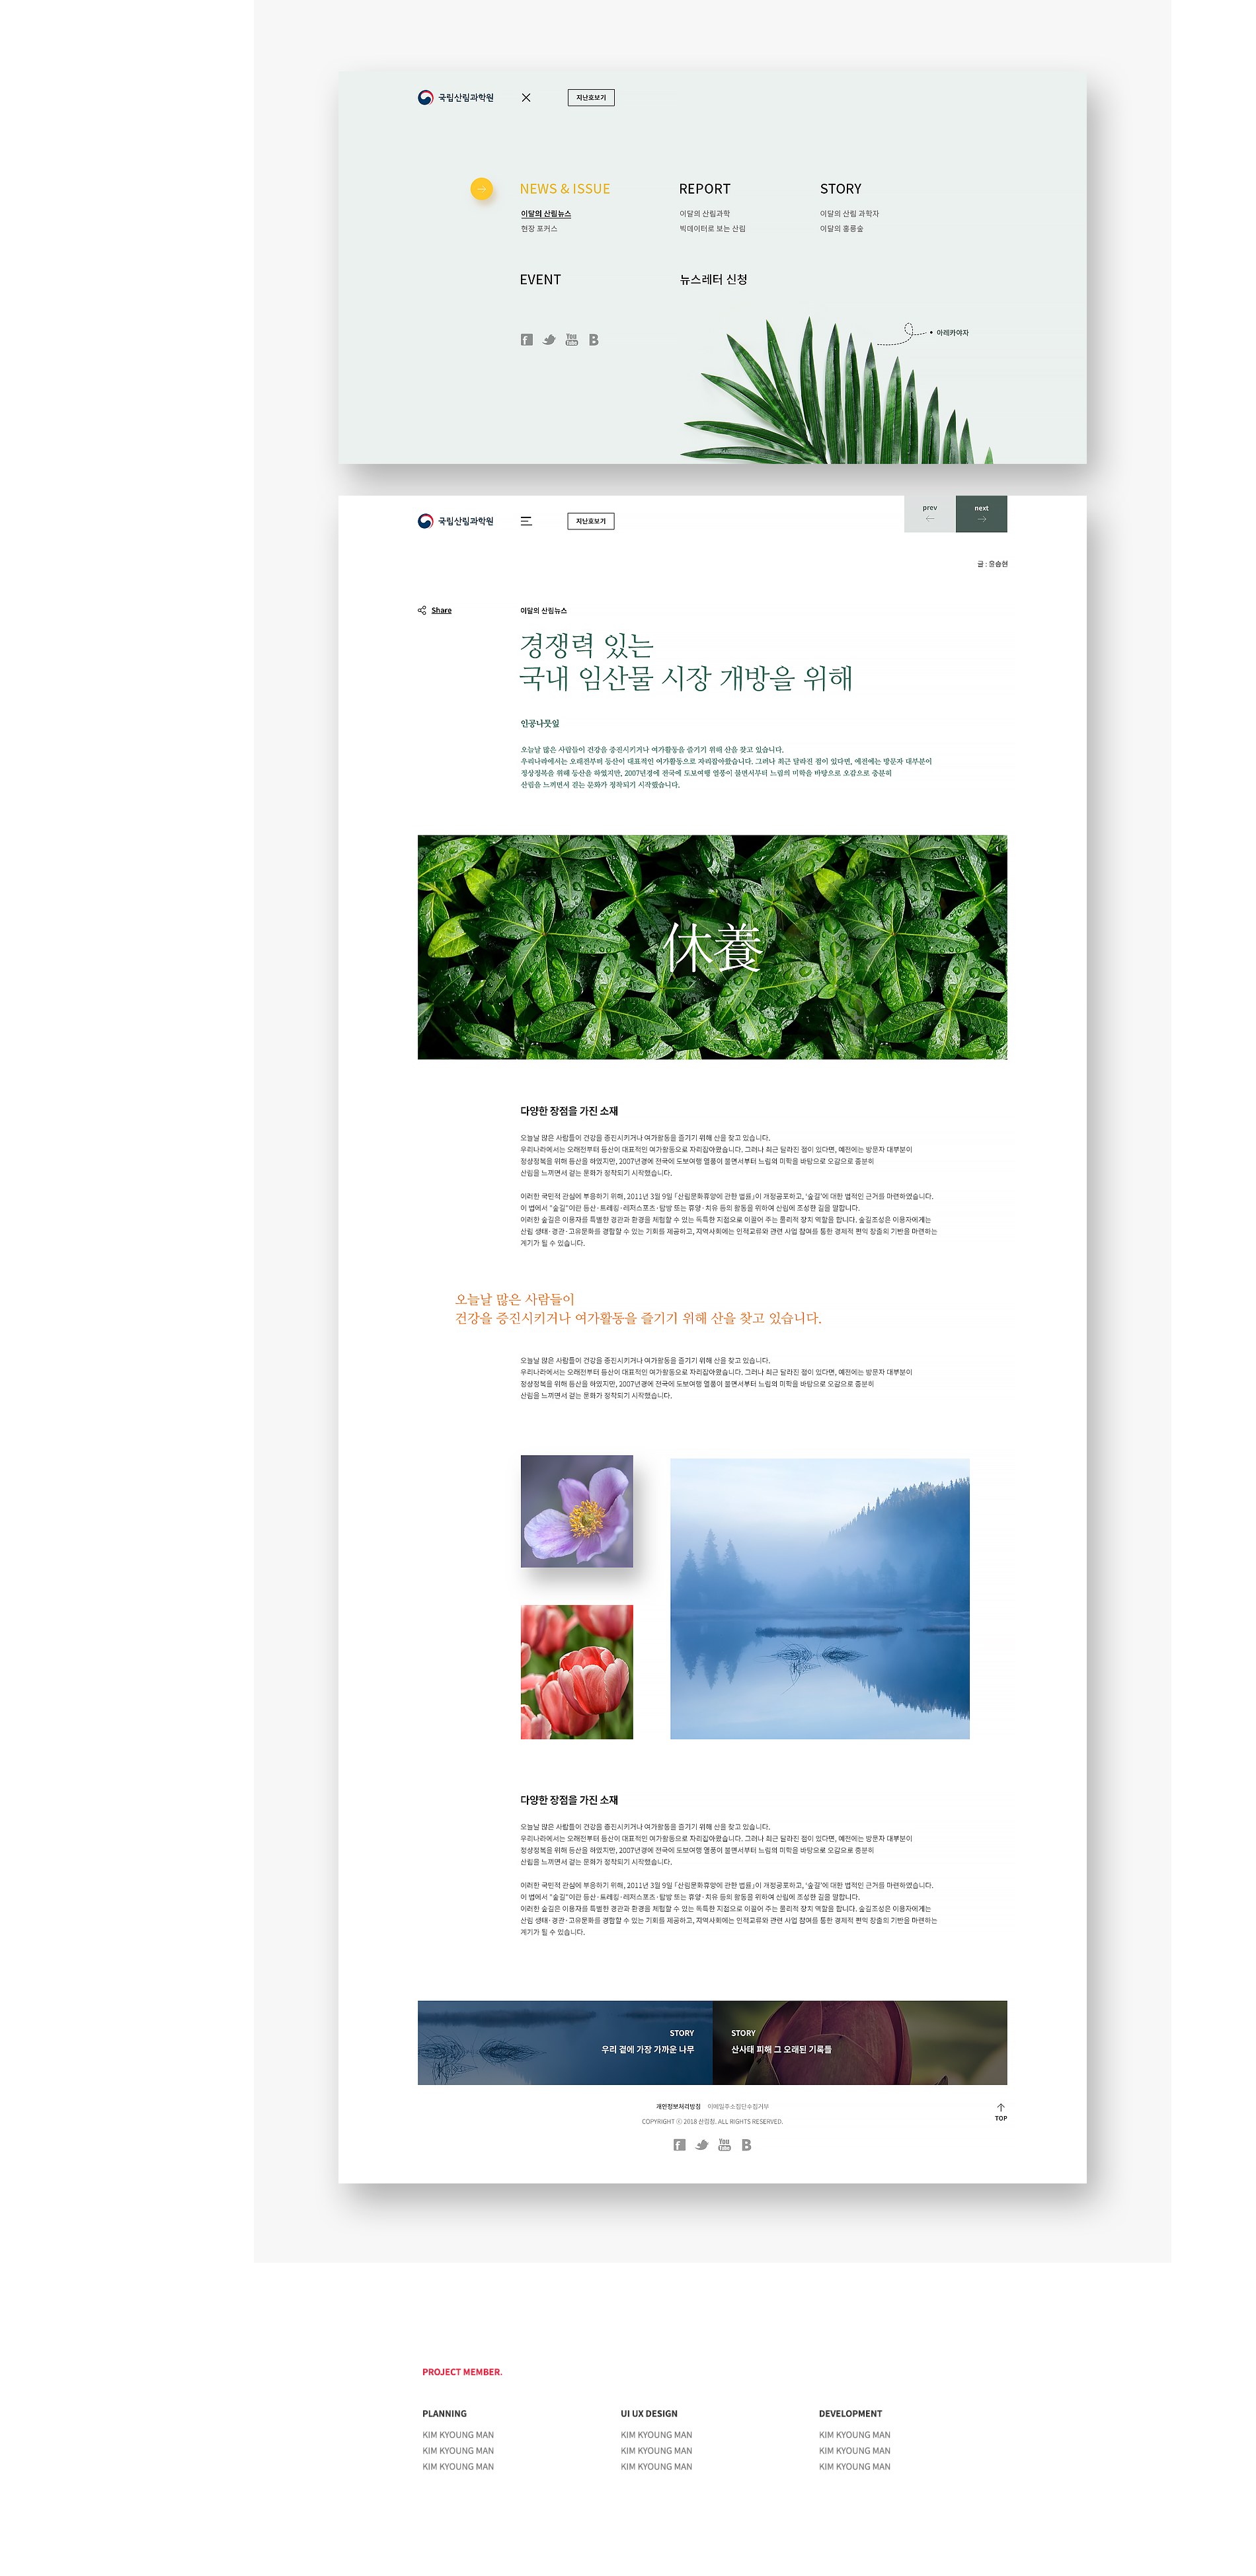 국립산림과학원
지난호보기
NEWS & ISSUE
이달의 산림뉴스
현장 포커스
REPORT
이달의 산림과학
빅데이터로 보는 산림
STORY
이달의 산림 과학자
이달의 홍릉숲
EVENT
뉴스레터 신청
You Tube
B
아레카야자
국립산림과학원
지난호보기
prev
next
글 : 홍승현
Share
이달의 산림뉴스
경쟁력 있는
국내 임산물 시장 개방을 위해
인공나뭇잎
오늘날 많은 사람들이 건강을 증진시키거나 여가활동을 즐기기 위해 산을 찾고 있습니다.
우리나라에서는 오래전부터 등산이 대표적인 여가활동으로 자리잡아왔습니다. 그러나 최근 달라진 점이 있다면, 예전에는 방문자 대부분이
정상정복을 위해 등산을 하였지만, 2007년경에 전국에 도보여행 열풍이 불면서부터 느림의 미학을 바탕으로 오감으로 충분히
산림을 느끼면서 걷는 문화가 정착되기 시작했습니다.
休養
다양한 장점을 가진 소재
오늘날 많은 사람들이 건강을 증진시키거나 여가활동을 즐기기 위해 산을 찾고 있습니다.
우리나라에서는 오래전부터 등산이 대표적인 여가활동으로 자리잡아왔습니다. 그러나 최근 달라진 점이 있다면, 예전에는 방문자 대부분이
정상정복을 위해 등산을 하였지만, 2007년경에 전국에 도보여행 열풍이 불면서부터 느림의 미학을 바탕으로 오감으로 충분히
산림을 느끼면서 걷는 문화가 정착되기 시작했습니다.
이러한 국민적 관심에 부응하기 위해, 2011년 3월 9일 「산림문화휴양에 관한 법률」이 개정공포하고, ‘숲길’에 대한 법적인 근거를 마련하였습니다.
이 법에서 “숲길”이란 등산·트레킹·레저스포츠·탐방 또는 휴양·치유 등의 활동을 위하여 산림에 조성한 길을 말합니다.
이러한 숲길은 이용자를 특별한 경관과 환경을 체험할 수 있는 독특한 지점으로 이끌어 주는 물리적 장치 역할을 합니다. 숲길조성은 이용자에게는
산림 생태·경관·고유문화를 경험할 수 있는 기회를 제공하고, 지역사회에는 인적교류와 관련 사업 참여를 통한 경제적 편익 창출의 기반을 마련하는
계기가 될 수 있습니다.
오늘날 많은 사람들이
건강을 증진시키거나 여가활동을 즐기기 위해 산을 찾고 있습니다.
오늘날 많은 사람들이 건강을 증진시키거나 여가활동을 즐기기 위해 산을 찾고 있습니다.
우리나라에서는 오래전부터 등산이 대표적인 여가활동으로 자리잡아왔습니다. 그러나 최근 달라진 점이 있다면, 예전에는 방문자 대부분이
정상정복을 위해 등산을 하였지만, 2007년경에 전국에 도보여행 열풍이 불면서부터 느림의 미학을 바탕으로 오감으로 충분히
산림을 느끼면서 걷는 문화가 정착되기 시작했습니다.
다양한 장점을 가진 소재
오늘날 많은 사람들이 건강을 증진시키거나 여가활동을 즐기기 위해 산을 찾고 있습니다.
우리나라에서는 오래전부터 등산이 대표적인 여가활동으로 자리잡아왔습니다. 그러나 최근 달라진 점이 있다면, 예전에는 방문자 대부분이
정상정복을 위해 등산을 하였지만, 2007년경에 전국에 도보여행 열풍이 불면서부터 느림의 미학을 바탕으로 오감으로 충분히
산림을 느끼면서 걷는 문화가 정착되기 시작했습니다.
이러한 국민적 관심에 부응하기 위해, 2011년 3월 9일 「산림문화휴양에 관한 법률」이 개정공포하고, ‘숲길’에 대한 법적인 근거를 마련하였습니다.
이 법에서 “숲길”이란 등산·트레킹·레저스포츠·탐방 또는 휴양·치유 등의 활동을 위하여 산림에 조성한 길을 말합니다.
이러한 숲길은 이용자를 특별한 경관과 환경을 체험할 수 있는 독특한 지점으로 이끌어 주는 물리적 장치 역할을 합니다. 숲길조성은 이용자에게는
산림 생태·경관·고유문화를 경험할 수 있는 기회를 제공하고, 지역사회에는 인적교류와 관련 사업 참여를 통한 경제적 편익 창출의 기반을 마련하는
계기가 될 수 있습니다.
STORY
우리 곁에 가장 가까운 나무
STORY
산사태 피해 그 오래된 기록들
개인정보처리방침 이메일주소집단수집거부
COPYRIGHT ⓒ 2018 산림청. ALL RIGHTS RESERVED.
TOP
You Tube
B
PROJECT MEMBER.
PLANNING
KIM KYOUNG MAN
KIM KYOUNG MAN
KIM KYOUNG MAN
UI UX DESIGN
KIM KYOUNG MAN
KIM KYOUNG MAN
KIM KYOUNG MAN
DEVELOPMENT
KIM KYOUNG MAN
KIM KYOUNG MAN
KIM KYOUNG MAN